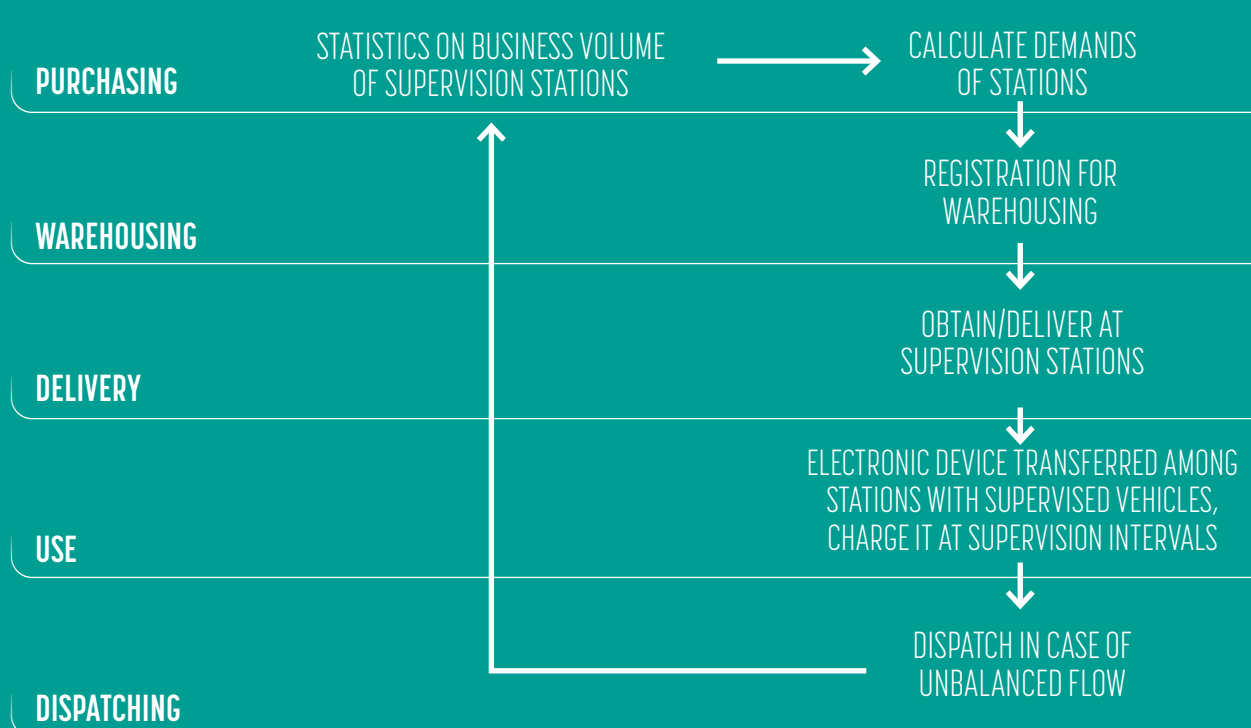 STATISTICS ON BUSINESS VOLUME
OF SUPERVISION STATIONS
CALCULATE DEMANDS
OF STATIONS
PURCHASING
REGISTRATION FOR
WAREHOUSING
WAREHOUSING
OBTAIN/DELIVER AT
SUPERVISION STATIONS
DELIVERY
ELECTRONIC DEVICE TRANSFERRED AMONG
STATIONS WITH SUPERVISED VEHICLES,
CHARGE IT AT SUPERVISION INTERVALS
USE
DISPATCH IN CASE OF
UNBALANCED FLOW
DISPATCHING